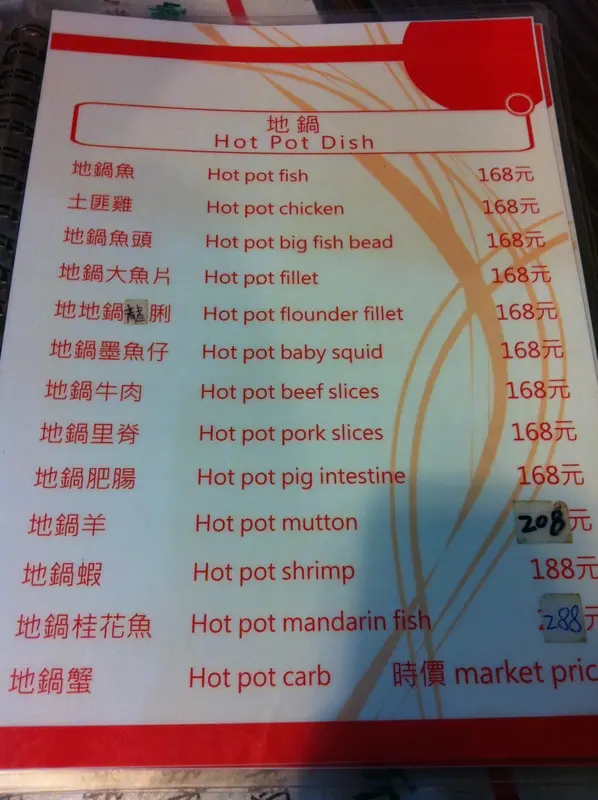 地鍋
Hot Pot Dish
地鍋魚 Hot pot fish 168元
土匪雞 Hot pot chicken 168元
地鍋魚頭 Hot pot big fish bead 168元
地鍋大魚片 Hot pot fillet 168元
地地鍋龍脷 Hot pot flounder fillet 168元
地鍋墨魚仔 Hot pot baby squid 168元
地鍋牛肉 Hot pot beef slices 168元
地鍋里脊 Hot pot pork slices 168元
地鍋肥腸 Hot pot pig intestine 168元
地鍋羊 Hot pot mutton 208元
地鍋蝦 Hot pot shrimp 188元
地鍋桂花魚 Hot pot mandarin fish 288元
地鍋蟹 Hot pot carb 時價 market pric